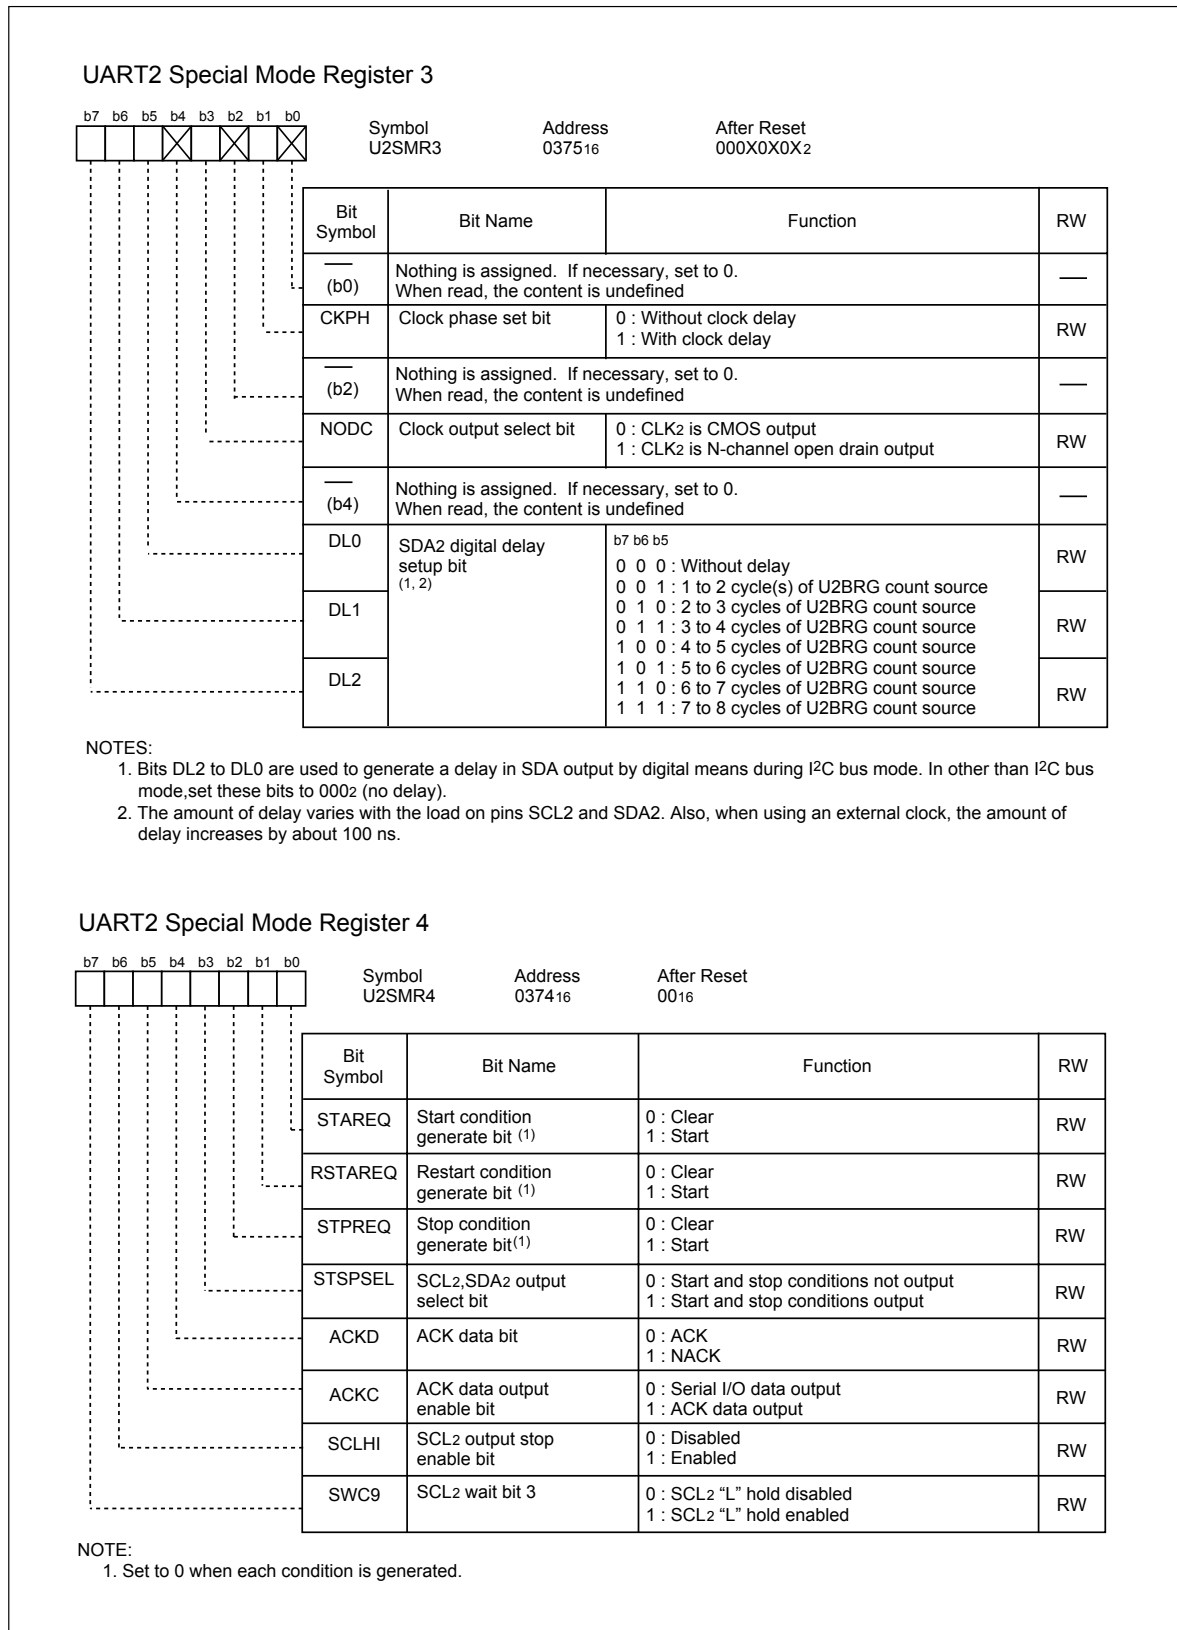 UART2 Special Mode Register 3
b7 b6 b5 b4 b3 b2 b1 b0
Symbol Address After Reset
U2SMR3 037516 000X0X0X2
Bit Symbol Bit Name Function RW
(b0) Nothing is assigned. If necessary, set to 0. —
When read, the content is undefined
CKPH Clock phase set bit 0 : Without clock delay RW
1 : With clock delay
(b2) Nothing is assigned. If necessary, set to 0. —
When read, the content is undefined
NODC Clock output select bit 0 : CLK2 is CMOS output RW
1 : CLK2 is N-channel open drain output
(b4) Nothing is assigned. If necessary, set to 0. —
When read, the content is undefined
DL0 SDA2 digital delay b7 b6 b5 RW
setup bit 0 0 0 : Without delay
(1, 2) 0 0 1 : 1 to 2 cycle(s) of U2BRG count source
DL1 0 1 0 : 2 to 3 cycles of U2BRG count source
0 1 1 : 3 to 4 cycles of U2BRG count source RW
1 0 0 : 4 to 5 cycles of U2BRG count source
DL2 1 0 1 : 5 to 6 cycles of U2BRG count source
1 1 0 : 6 to 7 cycles of U2BRG count source RW
1 1 1 : 7 to 8 cycles of U2BRG count source
NOTES:
1. Bits DL2 to DL0 are used to generate a delay in SDA output by digital means during I2C bus mode. In other than I2C bus
mode,set these bits to 0002 (no delay).
2. The amount of delay varies with the load on pins SCL2 and SDA2. Also, when using an external clock, the amount of
delay increases by about 100 ns.
UART2 Special Mode Register 4
b7 b6 b5 b4 b3 b2 b1 b0
Symbol Address After Reset
U2SMR4 037416 0016
Bit Symbol Bit Name Function RW
STAREQ Start condition 0 : Clear RW
generate bit (1) 1 : Start
RSTAREQ Restart condition 0 : Clear RW
generate bit (1) 1 : Start
STPREQ Stop condition 0 : Clear RW
generate bit(1) 1 : Start
STSPSEL SCL2,SDA2 output 0 : Start and stop conditions not output RW
select bit 1 : Start and stop conditions output
ACKD ACK data bit 0 : ACK RW
1 : NACK
ACKC ACK data output 0 : Serial I/O data output RW
enable bit 1 : ACK data output
SCLHI SCL2 output stop 0 : Disabled RW
enable bit 1 : Enabled
SWC9 SCL2 wait bit 3 0 : SCL2 “L” hold disabled RW
1 : SCL2 “L” hold enabled
NOTE:
1. Set to 0 when each condition is generated.